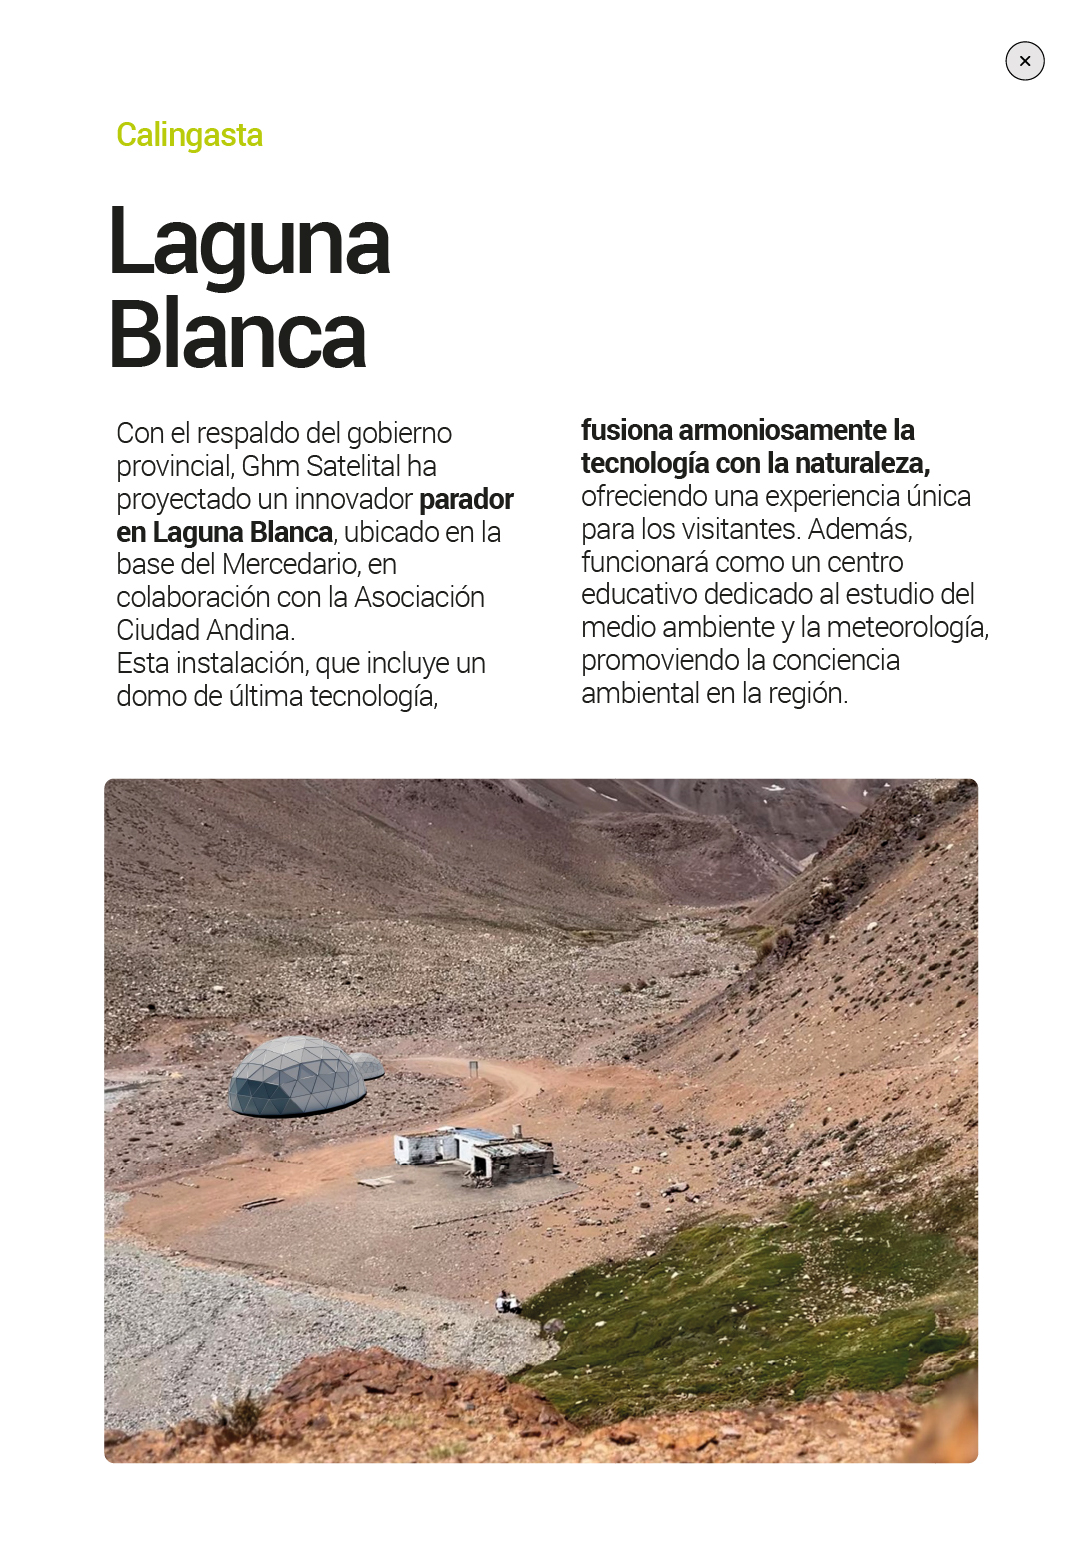 Calingasta
Laguna
Blanca
Con el respaldo del gobierno
provincial, Ghm Satelital ha
proyectado un innovador parador
en Laguna Blanca, ubicado en la
base del Mercedario, en
colaboración con la Asociación
Ciudad Andina.
Esta instalación, que incluye un
domo de última tecnología,
fusiona armoniosamente la
tecnología con la naturaleza,
ofreciendo una experiencia única
para los visitantes. Además,
funcionará como un centro
educativo dedicado al estudio del
medio ambiente y la meteorología,
promoviendo la conciencia
ambiental en la región.